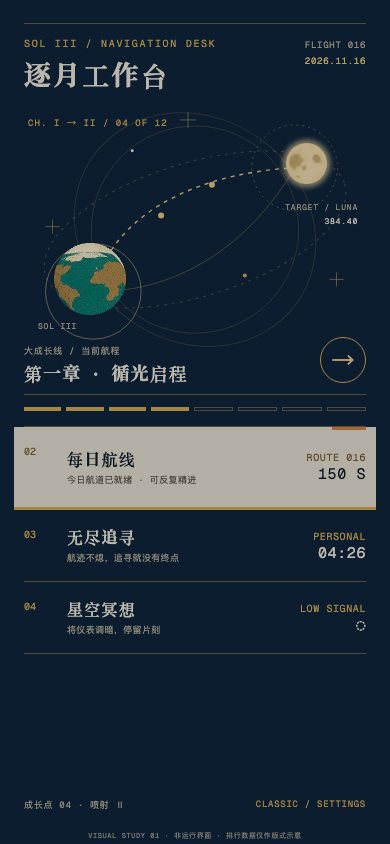 SOL III / NAVIGATION DESK
FLIGHT 016
逐月工作台
2026.11.16
CH. I → II / 04 OF 12
TARGET / LUNA
384.40
SOL III
大成长线 / 当前航程
第一章 · 循光启程
→
02
每日航线
今日航道已就绪 · 可反复精进
ROUTE 016
150 S
03
无尽追寻
航迹不熄，追寻就没有终点
PERSONAL
04:26
04
星空冥想
将仪表调暗，停留片刻
LOW SIGNAL
成长点 04 · 喷射 Ⅱ
CLASSIC / SETTINGS
VISUAL STUDY 01 · 非运行界面 · 排行数据仅作版式示意